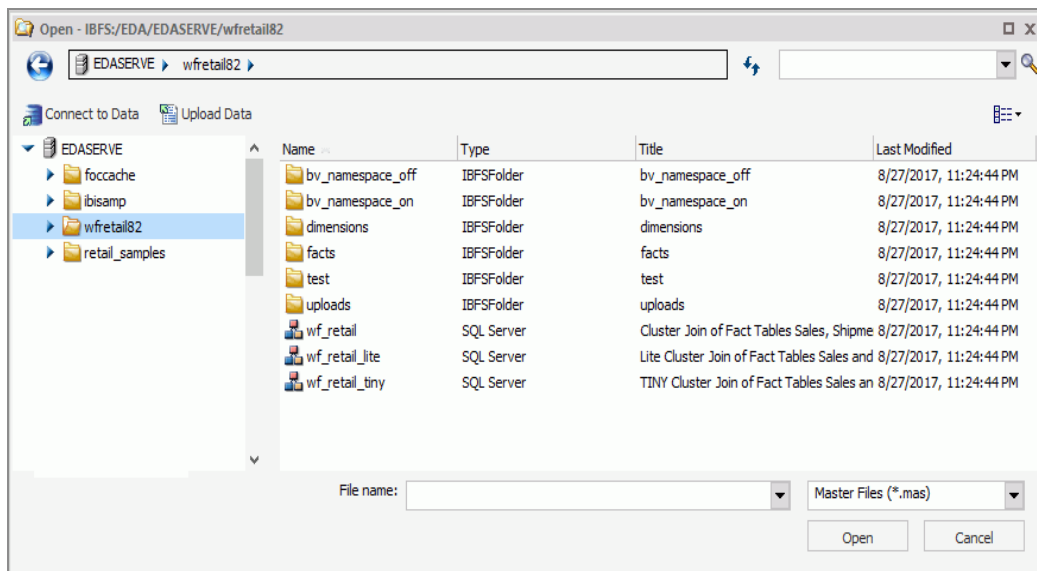 Open - IBFS:/EDA/EDASERVE/wfretail82
EDASERVE wfretail82
Connect to Data Upload Data
EDASERVE
foccache
ibisamp
wfretail82
retail_samples
Name Type Title Last Modified
bv_namespace_off IBFSFolder bv_namespace_off 8/27/2017, 11:24:44 PM
bv_namespace_on IBFSFolder bv_namespace_on 8/27/2017, 11:24:44 PM
dimensions IBFSFolder dimensions 8/27/2017, 11:24:44 PM
facts IBFSFolder facts 8/27/2017, 11:24:44 PM
test IBFSFolder test 8/27/2017, 11:24:44 PM
uploads IBFSFolder uploads 8/27/2017, 11:24:44 PM
wf_retail SQL Server Cluster Join of Fact Tables Sales, Shipme 8/27/2017, 11:24:44 PM
wf_retail_lite SQL Server Lite Cluster Join of Fact Tables Sales and 8/27/2017, 11:24:44 PM
wf_retail_tiny SQL Server TINY Cluster Join of Fact Tables Sales an 8/27/2017, 11:24:44 PM
File name: Master Files (*.mas)
Open Cancel